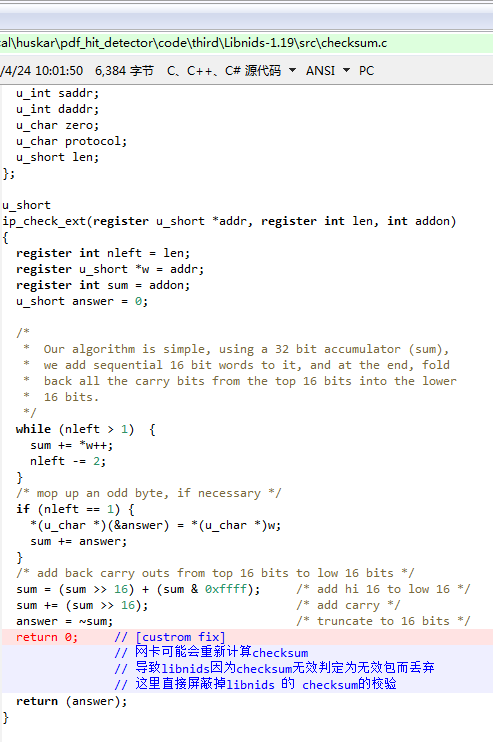 al\huskar\pdf_hit_detector\code\third\Libnids-1.19\src\checksum.c
/4/24 10:01:50 6,384 字节 C、C++、C# 源代码 ANSI PC
u_int saddr;
u_int daddr;
u_char zero;
u_char protocol;
u_short len;
};
u_short
ip_check_ext(register u_short *addr, register int len, int addon)
{
register int nleft = len;
register u_short *w = addr;
register int sum = addon;
u_short answer = 0;
/*
* Our algorithm is simple, using a 32 bit accumulator (sum),
* we add sequential 16 bit words to it, and at the end, fold
* back all the carry bits from the top 16 bits into the lower
* 16 bits.
*/
while (nleft > 1) {
sum += *w++;
nleft -= 2;
}
/* mop up an odd byte, if necessary */
if (nleft == 1) {
*(u_char *)(&answer) = *(u_char *)w;
sum += answer;
}
/* add back carry outs from top 16 bits to low 16 bits */
sum = (sum >> 16) + (sum & 0xffff); /* add hi 16 to low 16 */
sum += (sum >> 16); /* add carry */
answer = ~sum; /* truncate to 16 bits */
return 0; // [custrom fix]
// 网卡可能会重新计算checksum
// 导致libnids因为checksum无效判定为无效包而丢弃
// 这里直接屏蔽掉libnids 的 checksum的校验
return (answer);
}